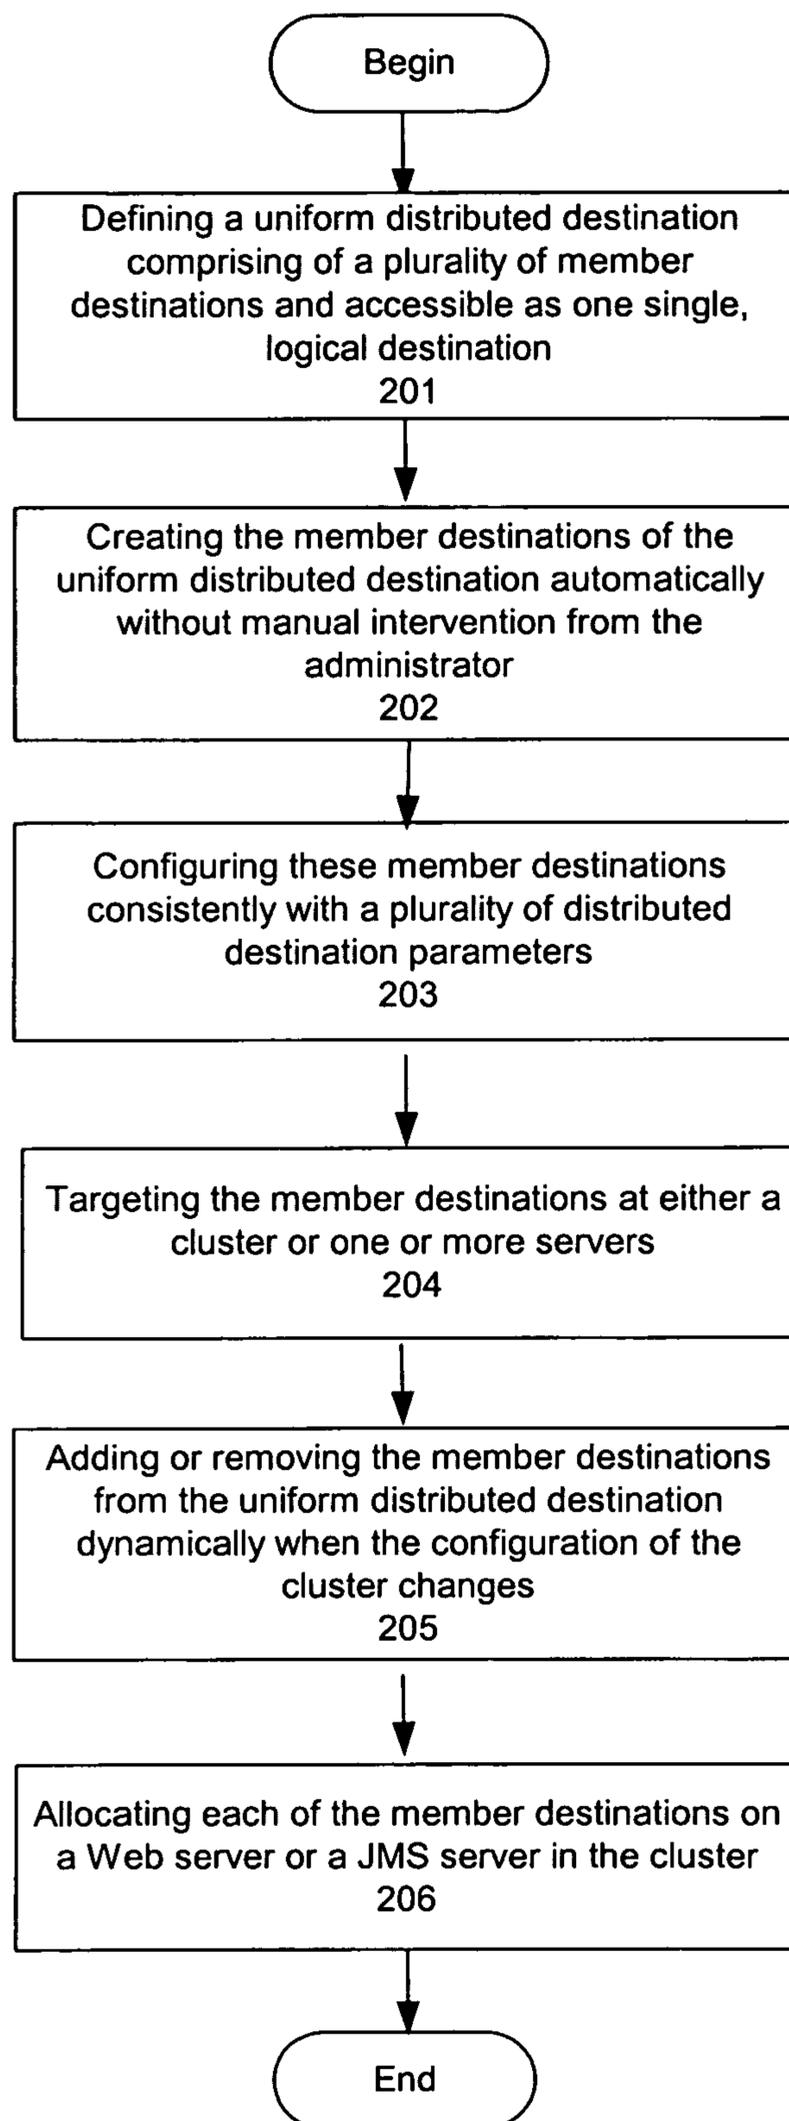 Begin
Defining a uniform distributed destination
comprising of a plurality of member
destinations and accessible as one single,
logical destination
201
Creating the member destinations of the
uniform distributed destination automatically
without manual intervention from the
administrator
202
Configuring these member destinations
consistently with a plurality of distributed
destination parameters
203
Targeting the member destinations at either a
cluster or one or more servers
204
Adding or removing the member destinations
from the uniform distributed destination
dynamically when the configuration of the
cluster changes
205
Allocating each of the member destinations on
a Web server or a JMS server in the cluster
206
End